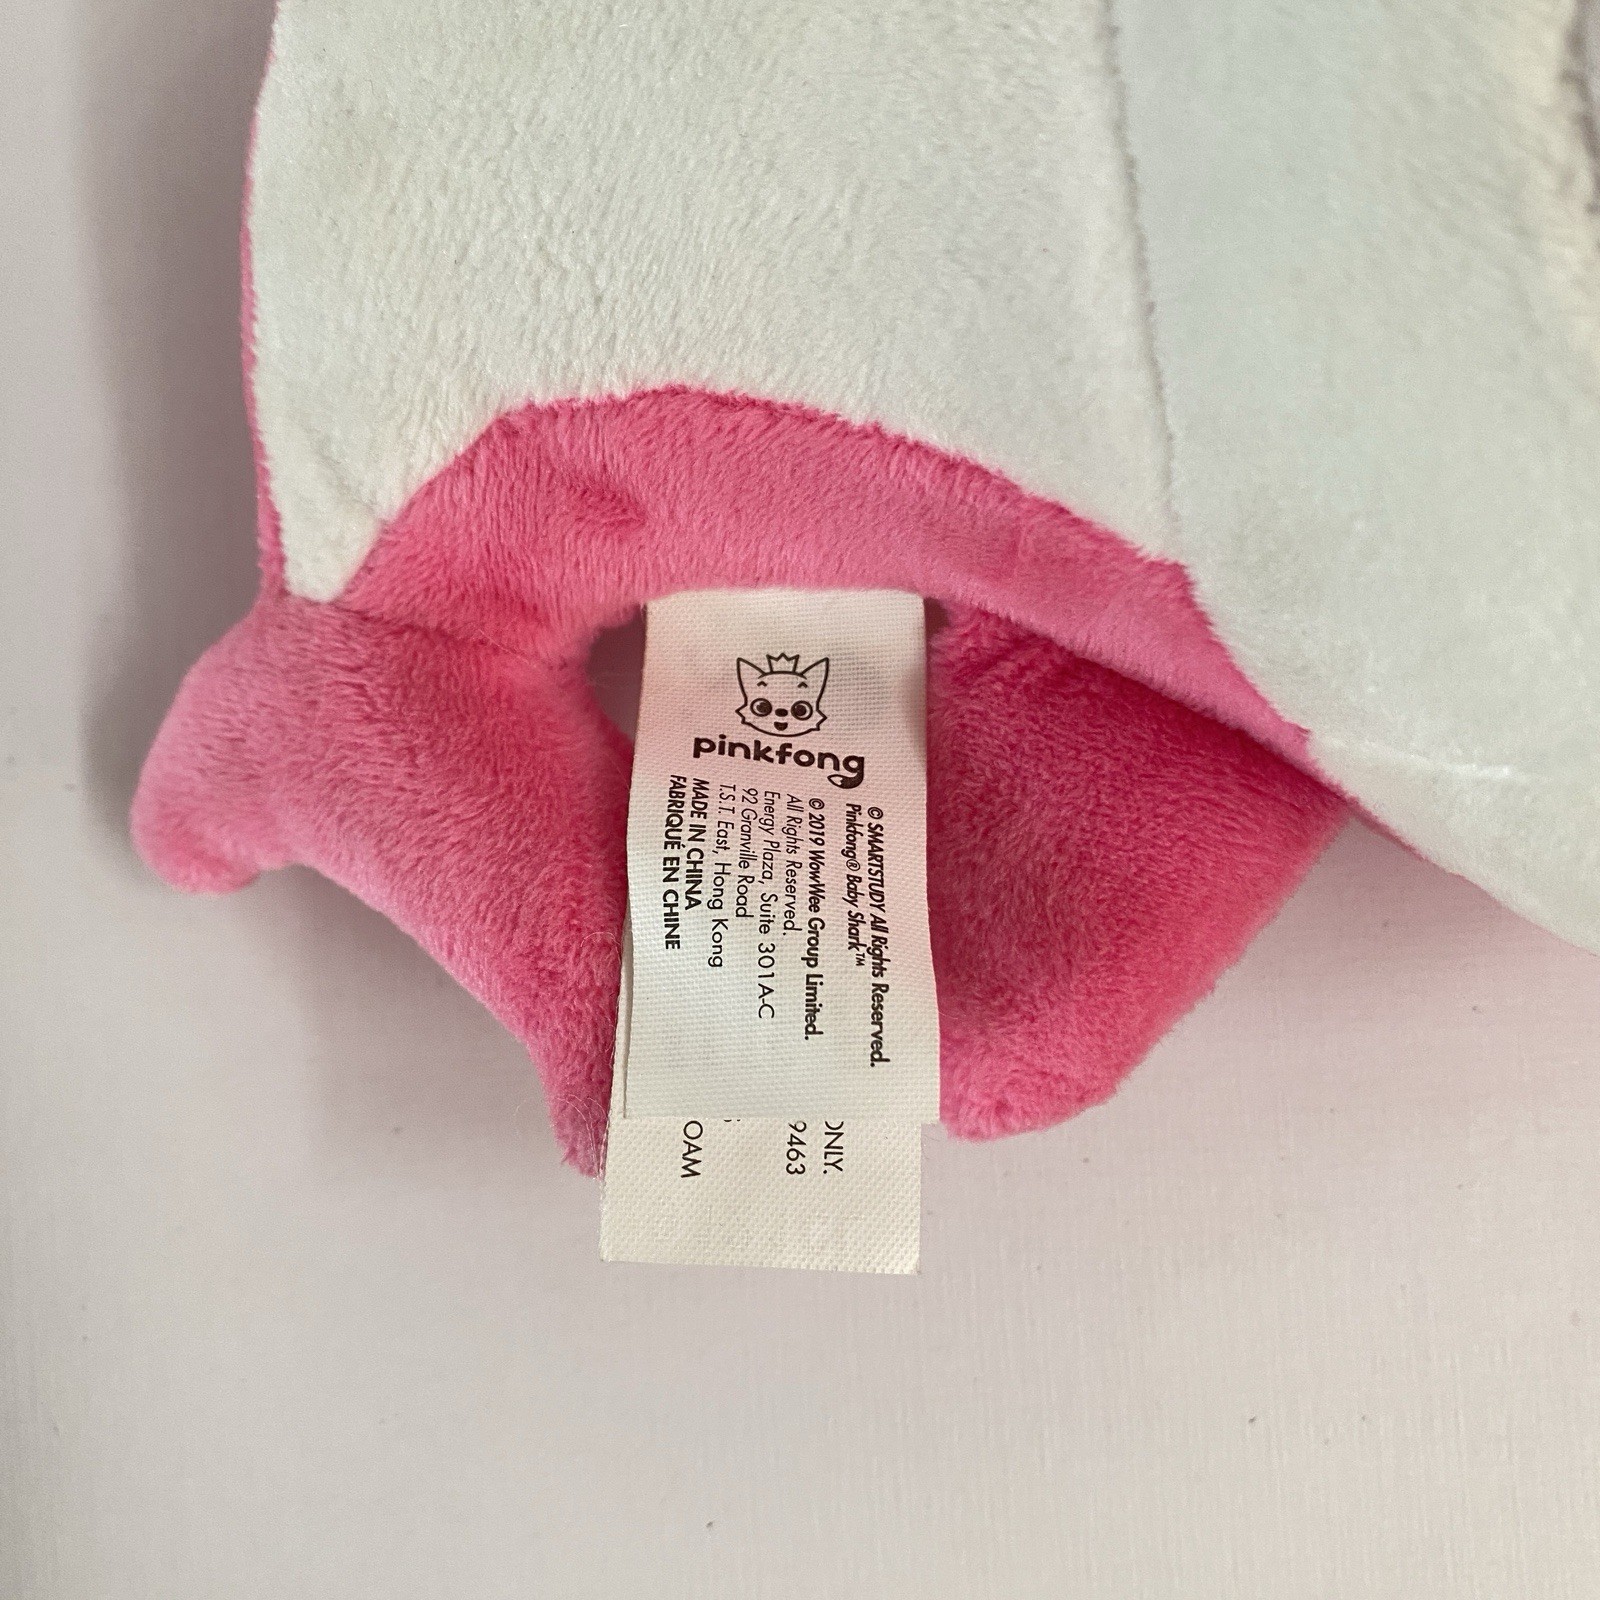 pinkfong
© SMARTSTUDY All Rights Reserved.
Pinkfong® Baby Shark™
© 2019 WowWee Group Limited.
All Rights Reserved.
Energy Plaza, Suite 301A-C
92 Granville Road
T.S.T. East, Hong Kong
MADE IN CHINA
FABRIQUÉ EN CHINE
ONLY.
9463
OAM